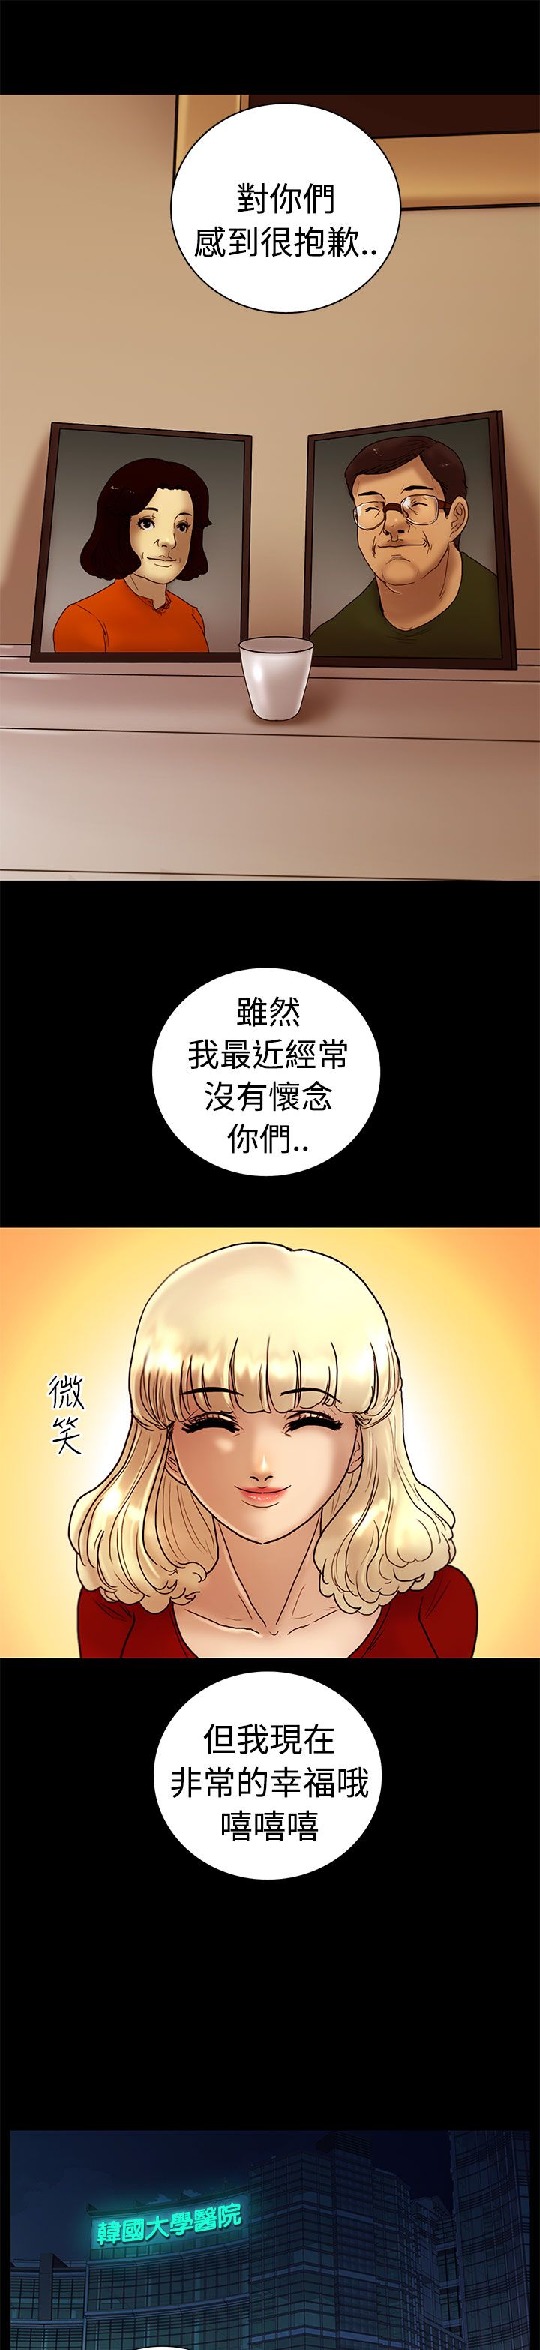 對你們
感到很抱歉..
雖然
我最近經常
沒有懷念
你們..
微
笑
但我現在
非常的幸福哦
嘻嘻嘻
韓國大學醫院